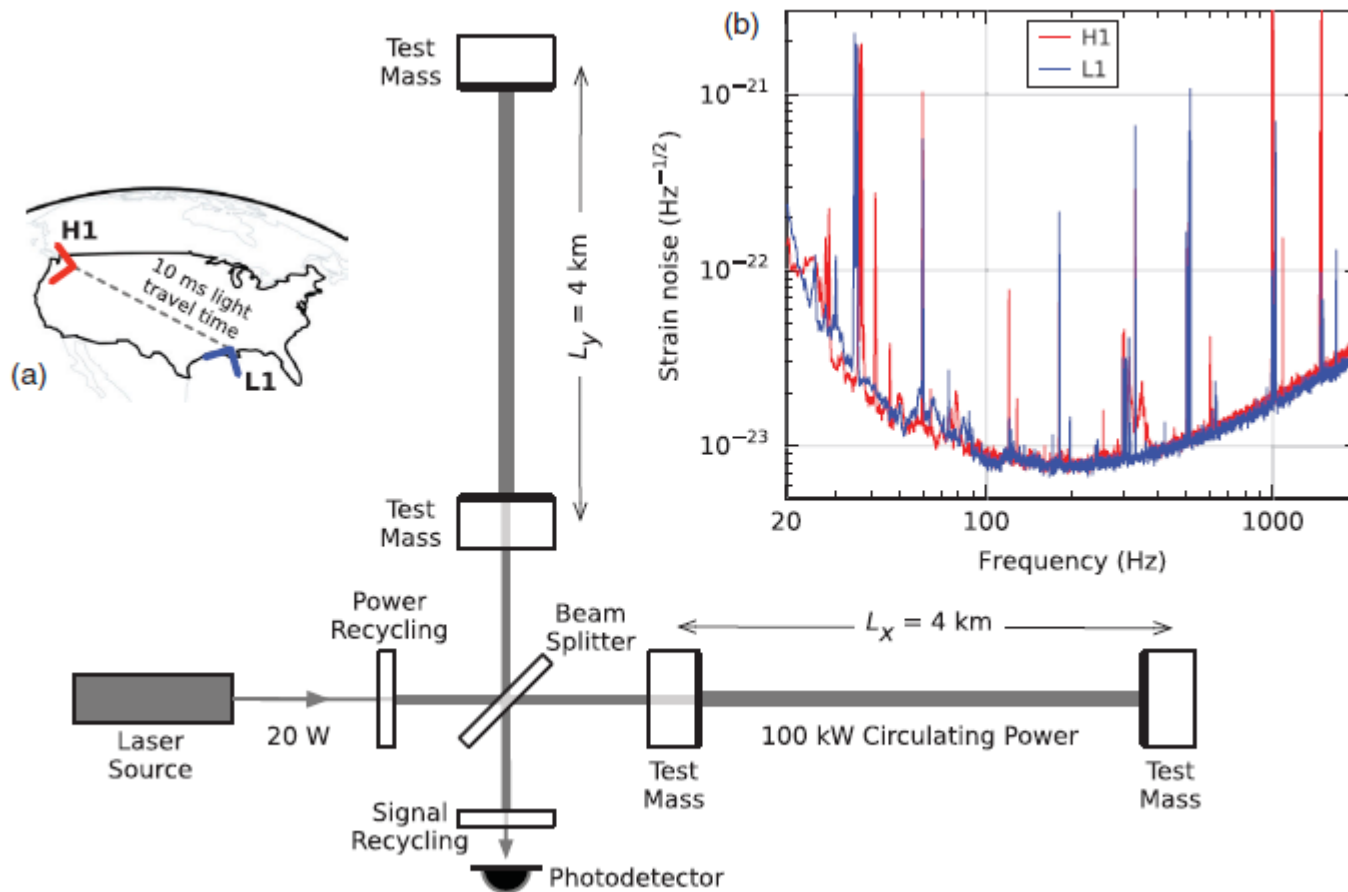 (a)
H1
10 ms light
travel time
L1
Test
Mass
L_y = 4 km
Test
Mass
Power
Recycling
Beam
Splitter
L_x = 4 km
Laser
Source
20 W
100 kW Circulating Power
Test
Mass
Test
Mass
Signal
Recycling
Photodetector
(b)
H1
L1
Strain noise (Hz^{−1/2})
10^{−21}
10^{−22}
10^{−23}
20
100
1000
Frequency (Hz)